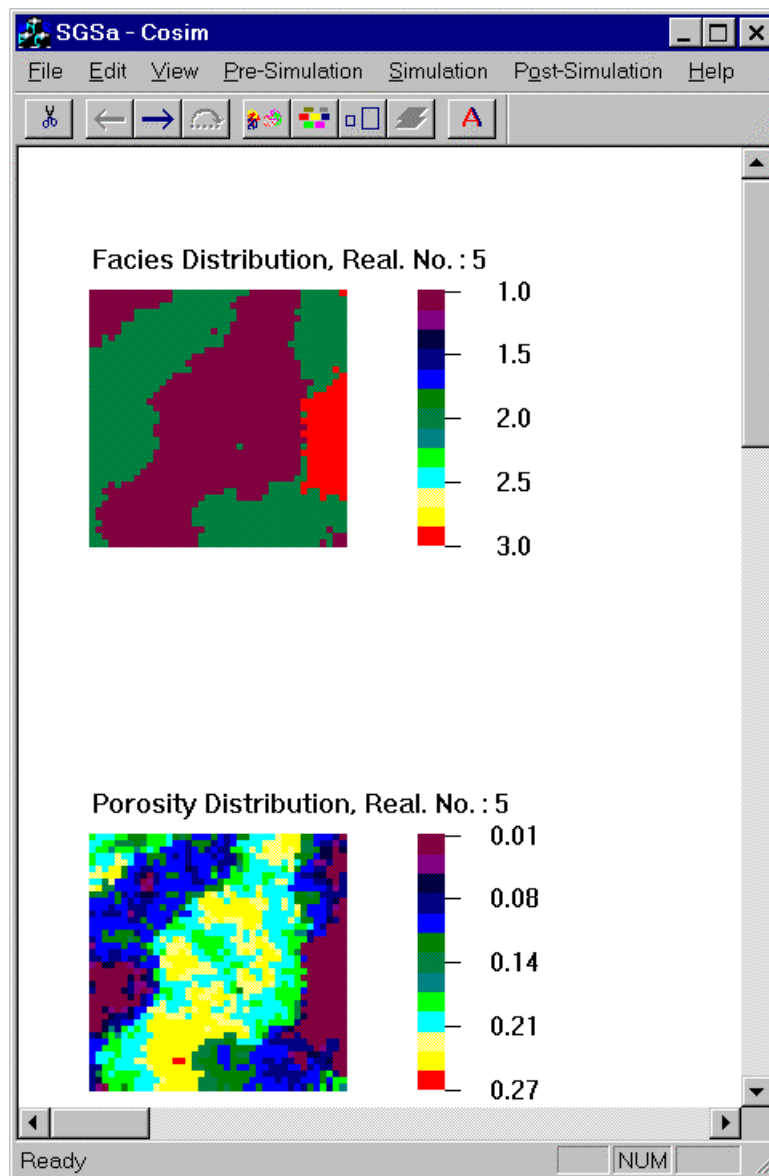 SGSa - Cosim
File Edit View Pre-Simulation Simulation Post-Simulation Help
A
Facies Distribution, Real. No. : 5
1.0
1.5
2.0
2.5
3.0
Porosity Distribution, Real. No. : 5
0.01
0.08
0.14
0.21
0.27
Ready NUM